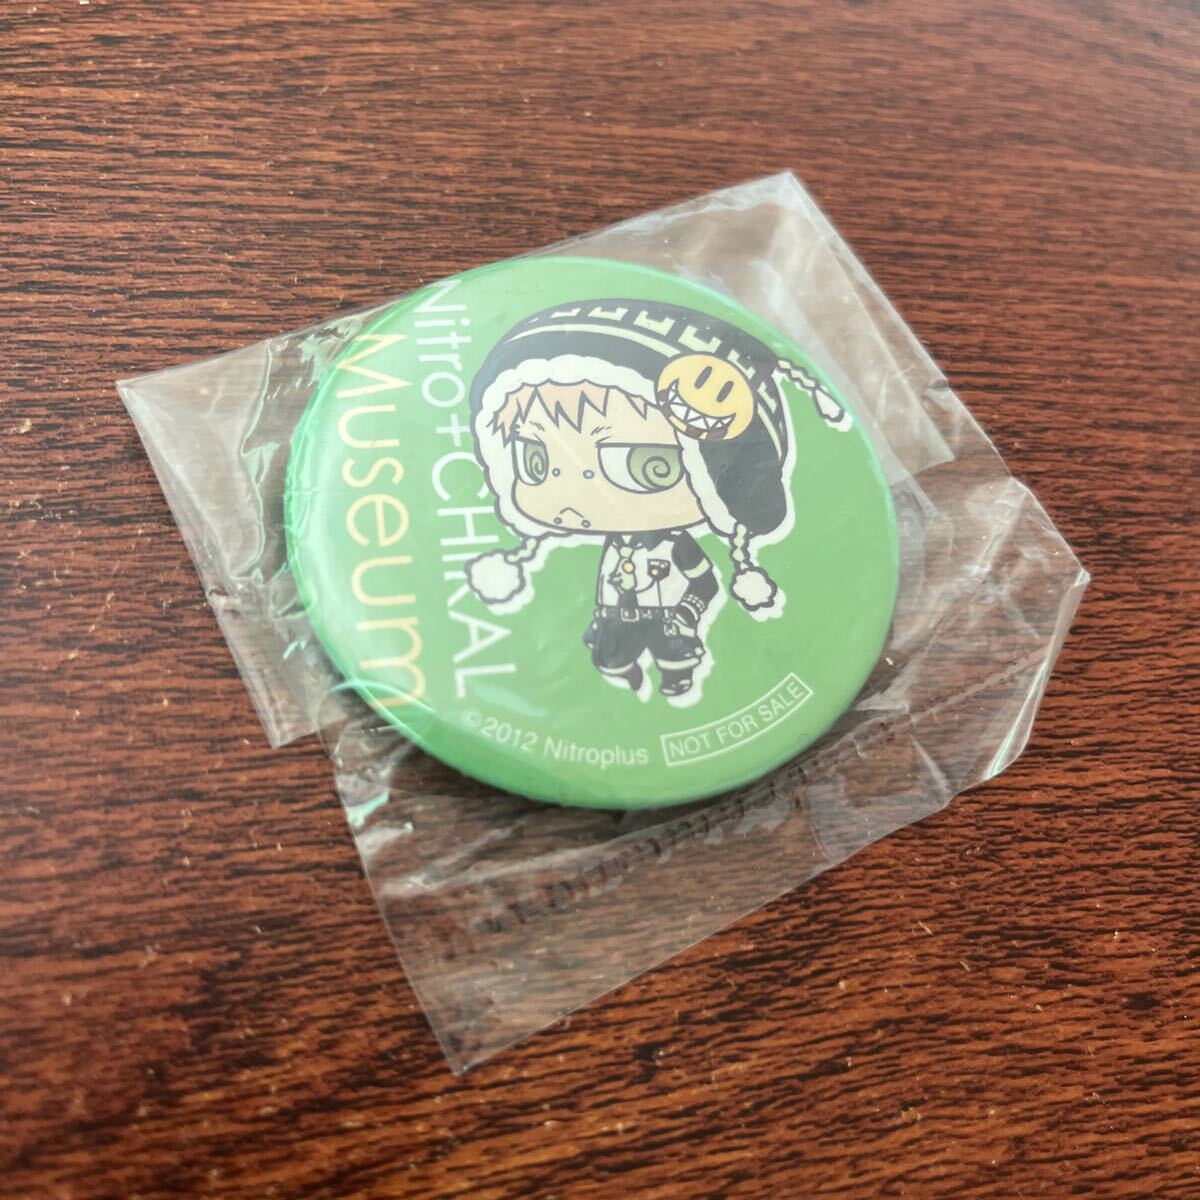 Nitro+CHiRAL
Museum
©2012 Nitroplus
NOT FOR SALE